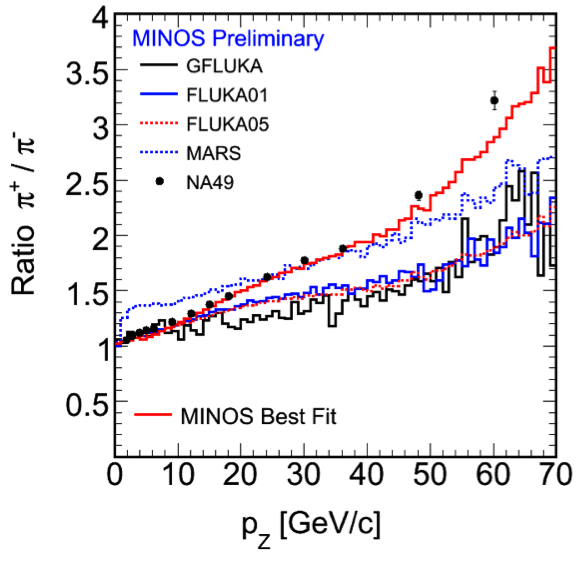 MINOS Preliminary
GFLUKA
FLUKA01
FLUKA05
MARS
NA49
MINOS Best Fit
Ratio π+ / π-
4
3.5
3
2.5
2
1.5
1
0.5
0 10 20 30 40 50 60 70
pZ [GeV/c]